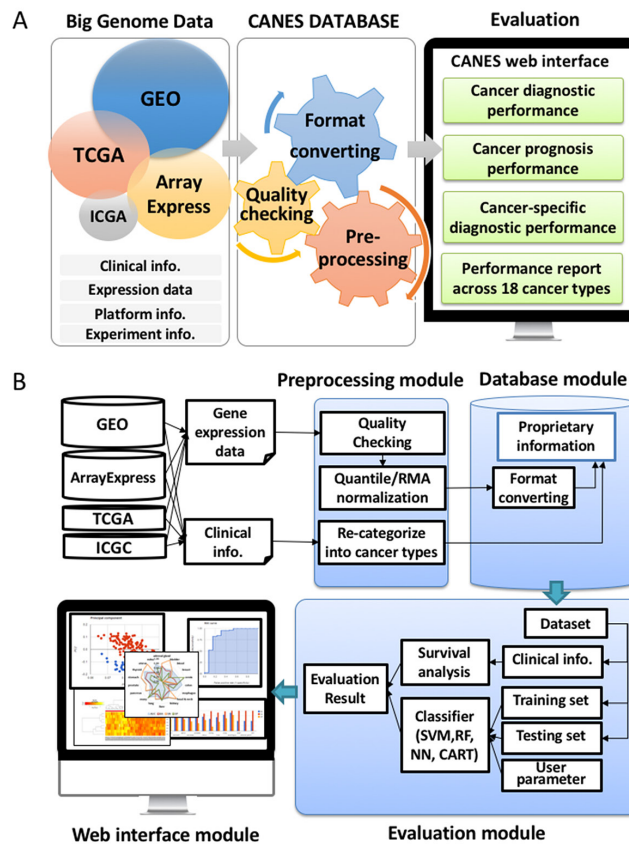 A
Big Genome Data
CANES DATABASE
Evaluation
GEO
TCGA
Array
Express
ICGA
Clinical info.
Expression data
Platform info.
Experiment info.
Format
converting
Quality
checking
Pre-
processing
CANES web interface
Cancer diagnostic
performance
Cancer prognosis
performance
Cancer-specific
diagnostic performance
Performance report
across 18 cancer types
B
Preprocessing module
Database module
GEO
ArrayExpress
TCGA
ICGC
Gene
expression
data
Clinical
info.
Quality
Checking
Quantile/RMA
normalization
Re-categorize
into cancer types
Proprietary
information
Format
converting
Principal component
Dataset
Clinical info.
Training set
Testing set
User
parameter
Survival
analysis
Classifier
(SVM,RF,
NN, CART)
Evaluation
Result
Web interface module
Evaluation module